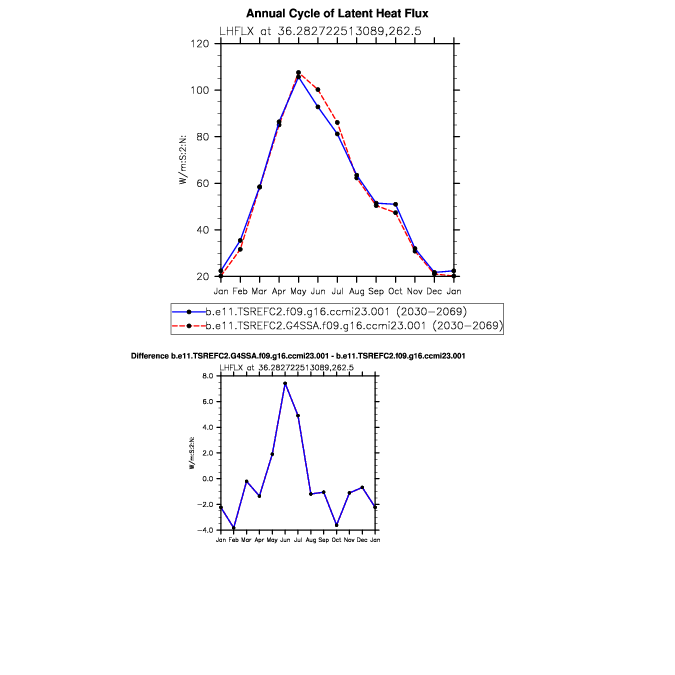 Annual Cycle of Latent Heat Flux
LHFLX at 36.282722513089,262.5
120
100
80
60
40
20
W/m:S:2:N:
Jan Feb Mar Apr May Jun Jul Aug Sep Oct Nov Dec Jan
b.e11.TSREFC2.f09.g16.ccmi23.001 (2030-2069)
b.e11.TSREFC2.G4SSA.f09.g16.ccmi23.001 (2030-2069)
Difference b.e11.TSREFC2.G4SSA.f09.g16.ccmi23.001 - b.e11.TSREFC2.f09.g16.ccmi23.001
LHFLX at 36.282722513089,262.5
8.0
6.0
4.0
2.0
0.0
-2.0
-4.0
W/m:S:2:N:
Jan Feb Mar Apr May Jun Jul Aug Sep Oct Nov Dec Jan